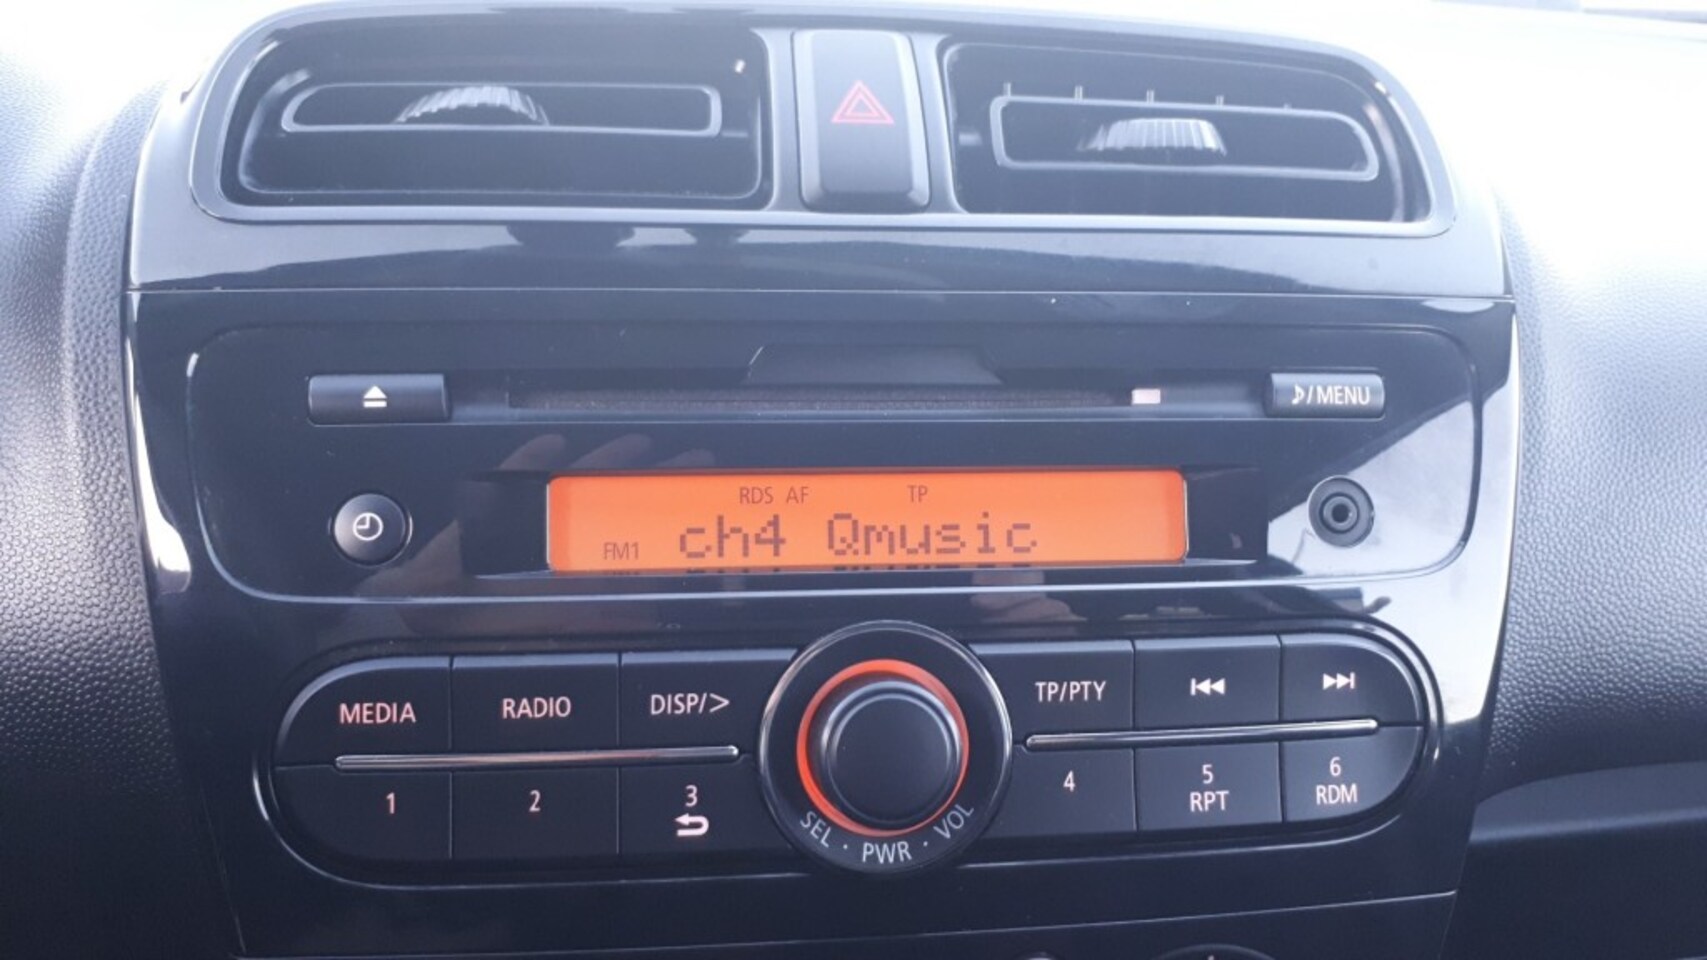 ♪/MENU
RDS AF TP
FM1 ch4 Qmusic
MEDIA RADIO DISP/> TP/PTY
1 2 3 4 5 6
RPT RDM
SEL · PWR · VOL